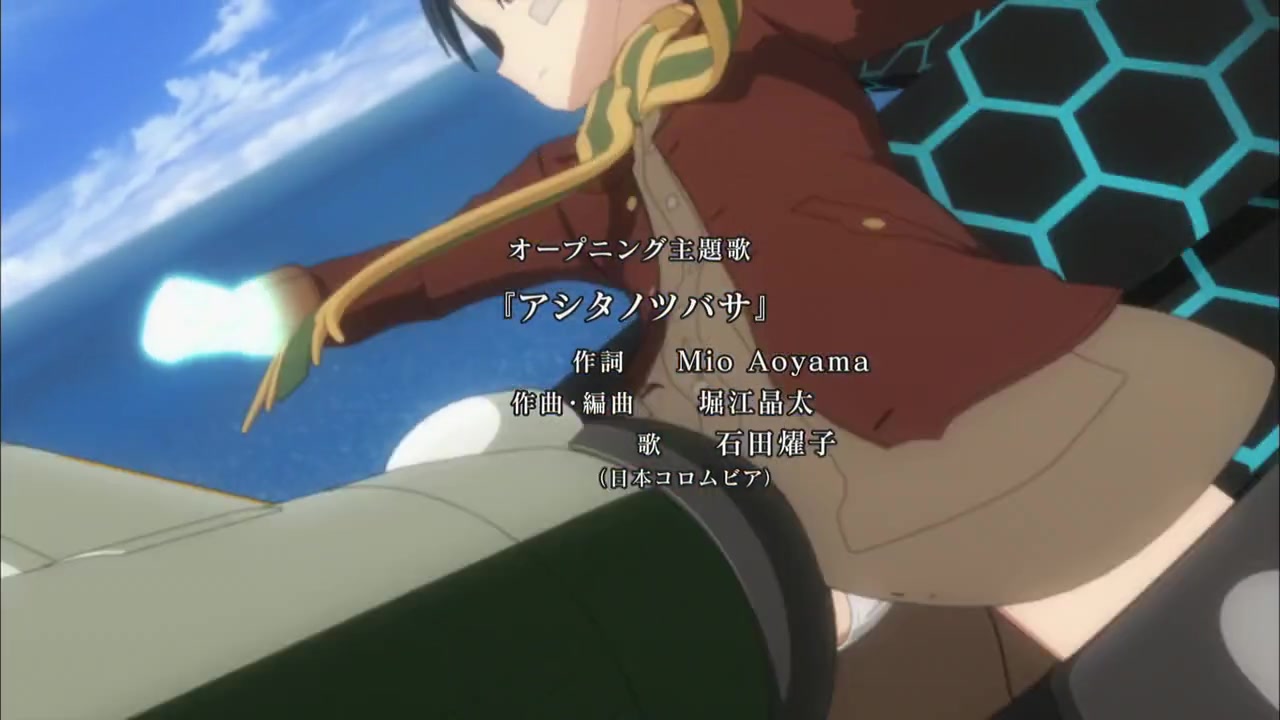 オープニング主題歌
『アシタノツバサ』
作詞 Mio Aoyama
作曲・編曲 堀江晶太
歌 石田燿子
（日本コロムビア）